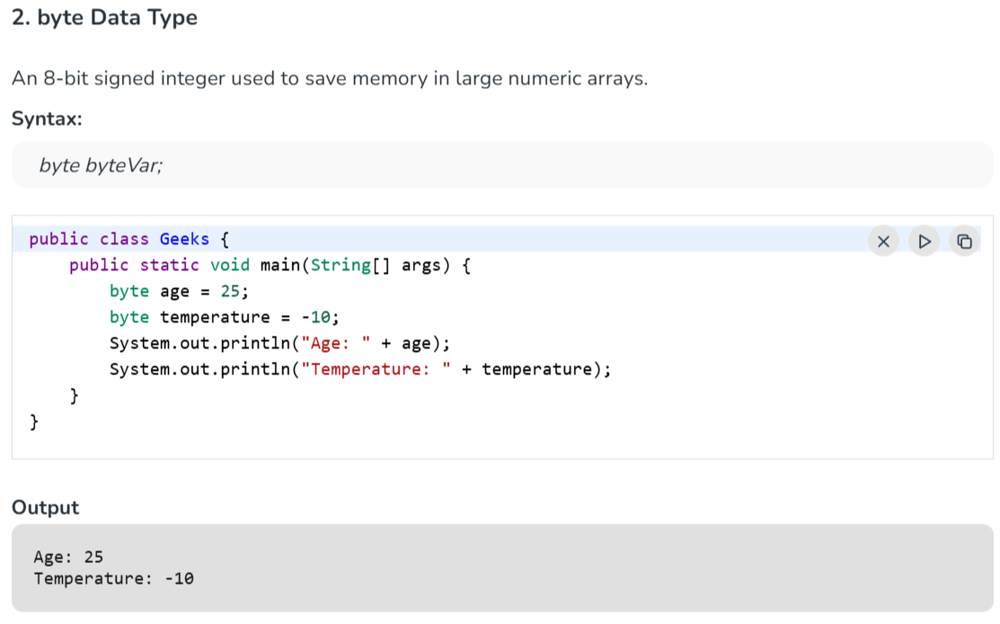 2. byte Data Type
An 8-bit signed integer used to save memory in large numeric arrays.
Syntax:
byte byteVar;
public class Geeks {
    public static void main(String[] args) {
        byte age = 25;
        byte temperature = -10;
        System.out.println("Age: " + age);
        System.out.println("Temperature: " + temperature);
    }
}
Output
Age: 25
Temperature: -10